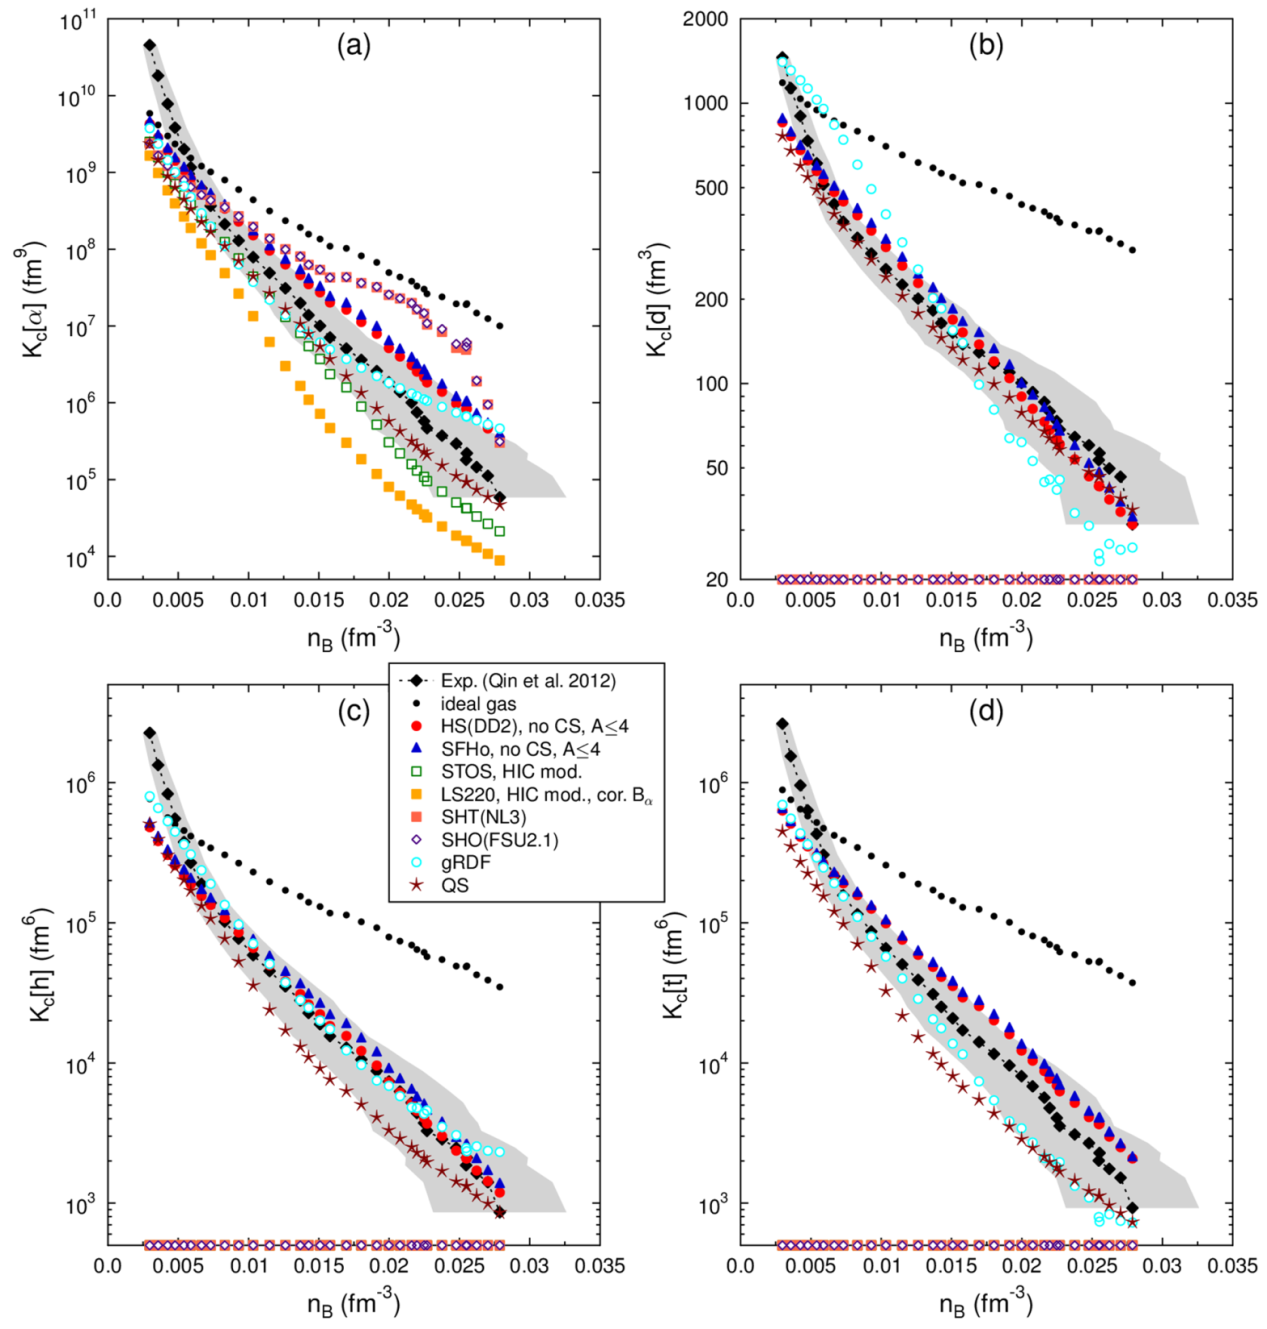 (a)
10^11
10^10
10^9
10^8
10^7
10^6
10^5
10^4
K_c[α] (fm^9)
0.0 0.005 0.01 0.015 0.02 0.025 0.03 0.035
n_B (fm^-3)
(b)
2000
1000
500
200
100
50
20
K_c[d] (fm^3)
0.0 0.005 0.01 0.015 0.02 0.025 0.03 0.035
n_B (fm^-3)
(c)
10^6
10^5
10^4
10^3
K_c[h] (fm^6)
0.0 0.005 0.01 0.015 0.02 0.025 0.03 0.035
n_B (fm^-3)
Exp. (Qin et al. 2012)
ideal gas
HS(DD2), no CS, A≤4
SFHo, no CS, A≤4
STOS, HIC mod.
LS220, HIC mod., cor. B_α
SHT(NL3)
SHO(FSU2.1)
gRDF
QS
(d)
10^6
10^5
10^4
10^3
K_c[t] (fm^6)
0.0 0.005 0.01 0.015 0.02 0.025 0.03 0.035
n_B (fm^-3)